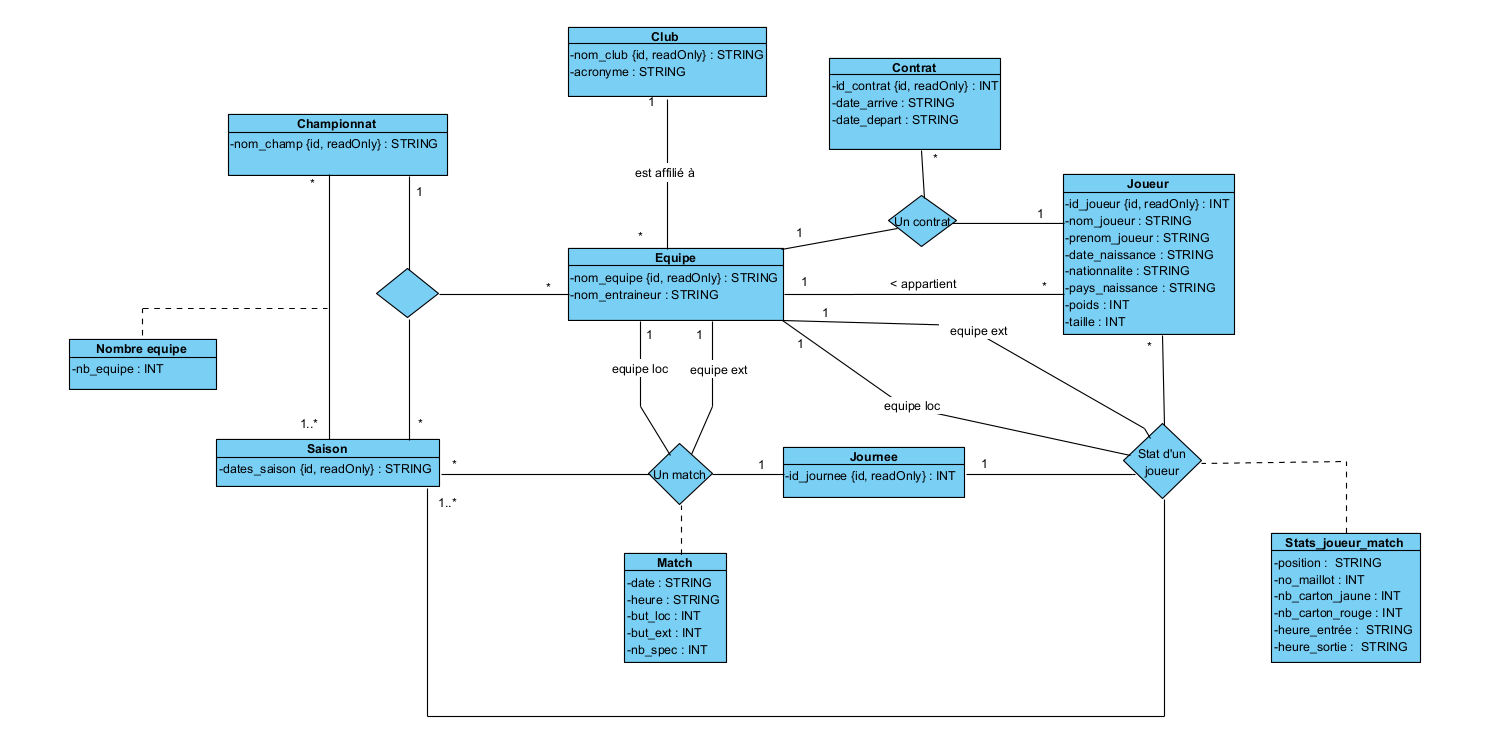 Club
-nom_club {id, readOnly} : STRING
-acronyme : STRING
1
est affilié à
*
Contrat
-id_contrat {id, readOnly} : INT
-date_arrive : STRING
-date_depart : STRING
*
Un contrat
1
1
Championnat
-nom_champ {id, readOnly} : STRING
*
1
Joueur
-id_joueur {id, readOnly} : INT
-nom_joueur : STRING
-prenom_joueur : STRING
-date_naissance : STRING
-nationnalite : STRING
-pays_naissance : STRING
-poids : INT
-taille : INT
*
Equipe
-nom_equipe {id, readOnly} : STRING
-nom_entraineur : STRING
*
1
< appartient
*
1
equipe ext
1
equipe loc
1
equipe loc
1
equipe ext
Nombre equipe
-nb_equipe : INT
1..*
*
Saison
-dates_saison {id, readOnly} : STRING
*
1..*
Un match
1
Journee
-id_journee {id, readOnly} : INT
1
Stat d'un
joueur
Match
-date : STRING
-heure : STRING
-but_loc : INT
-but_ext : INT
-nb_spec : INT
Stats_joueur_match
-position : STRING
-no_maillot : INT
-nb_carton_jaune : INT
-nb_carton_rouge : INT
-heure_entrée : STRING
-heure_sortie : STRING